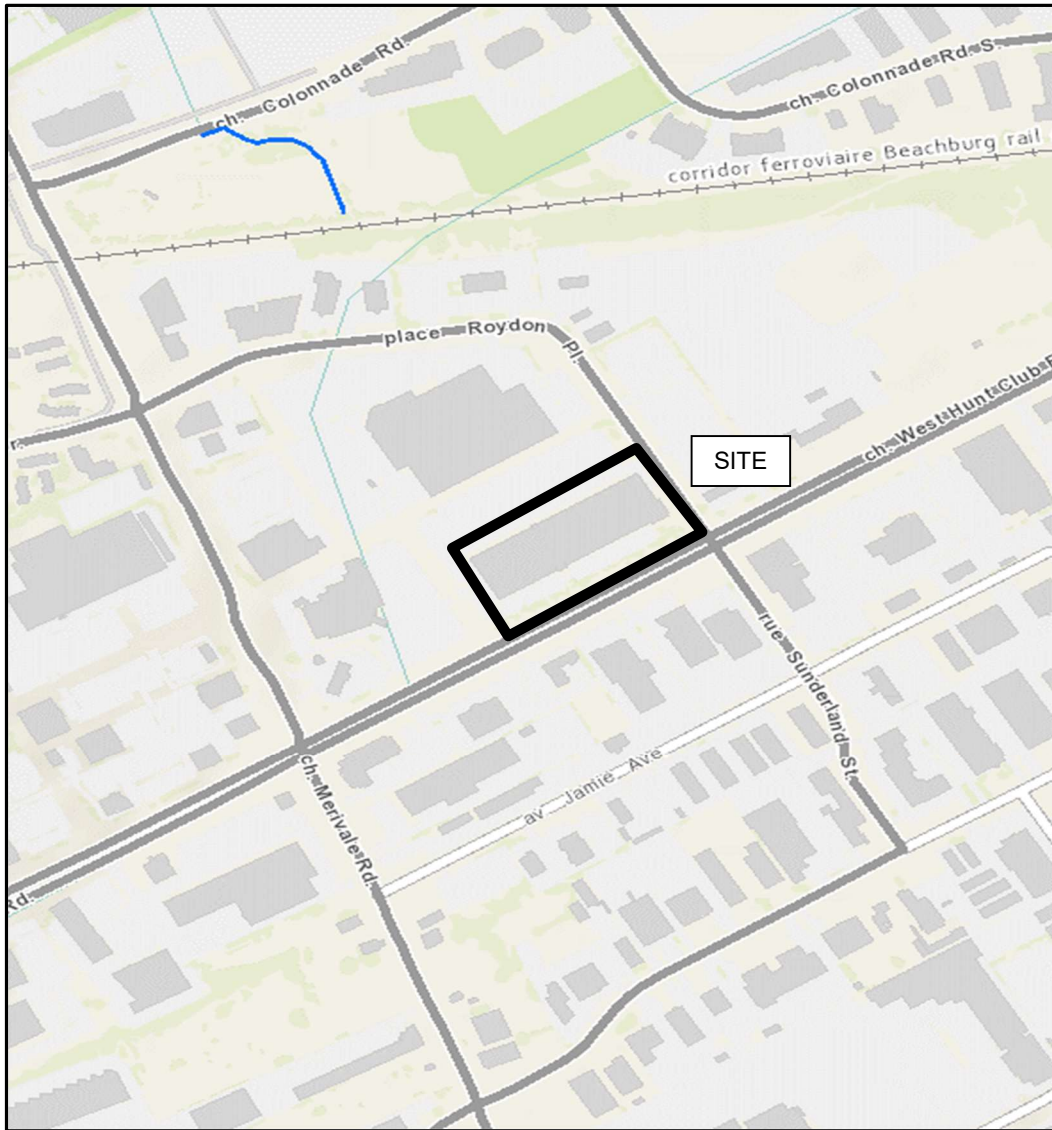 ch. Colonnade Rd.
ch. Colonnade Rd. S.
corridor ferroviaire Beachburg rail
place Roydon
Pl.
r.
ch. West Hunt Club
SITE
rue Sunderland St.
av Jamie Ave
ch. Merivale Rd.
Rd.